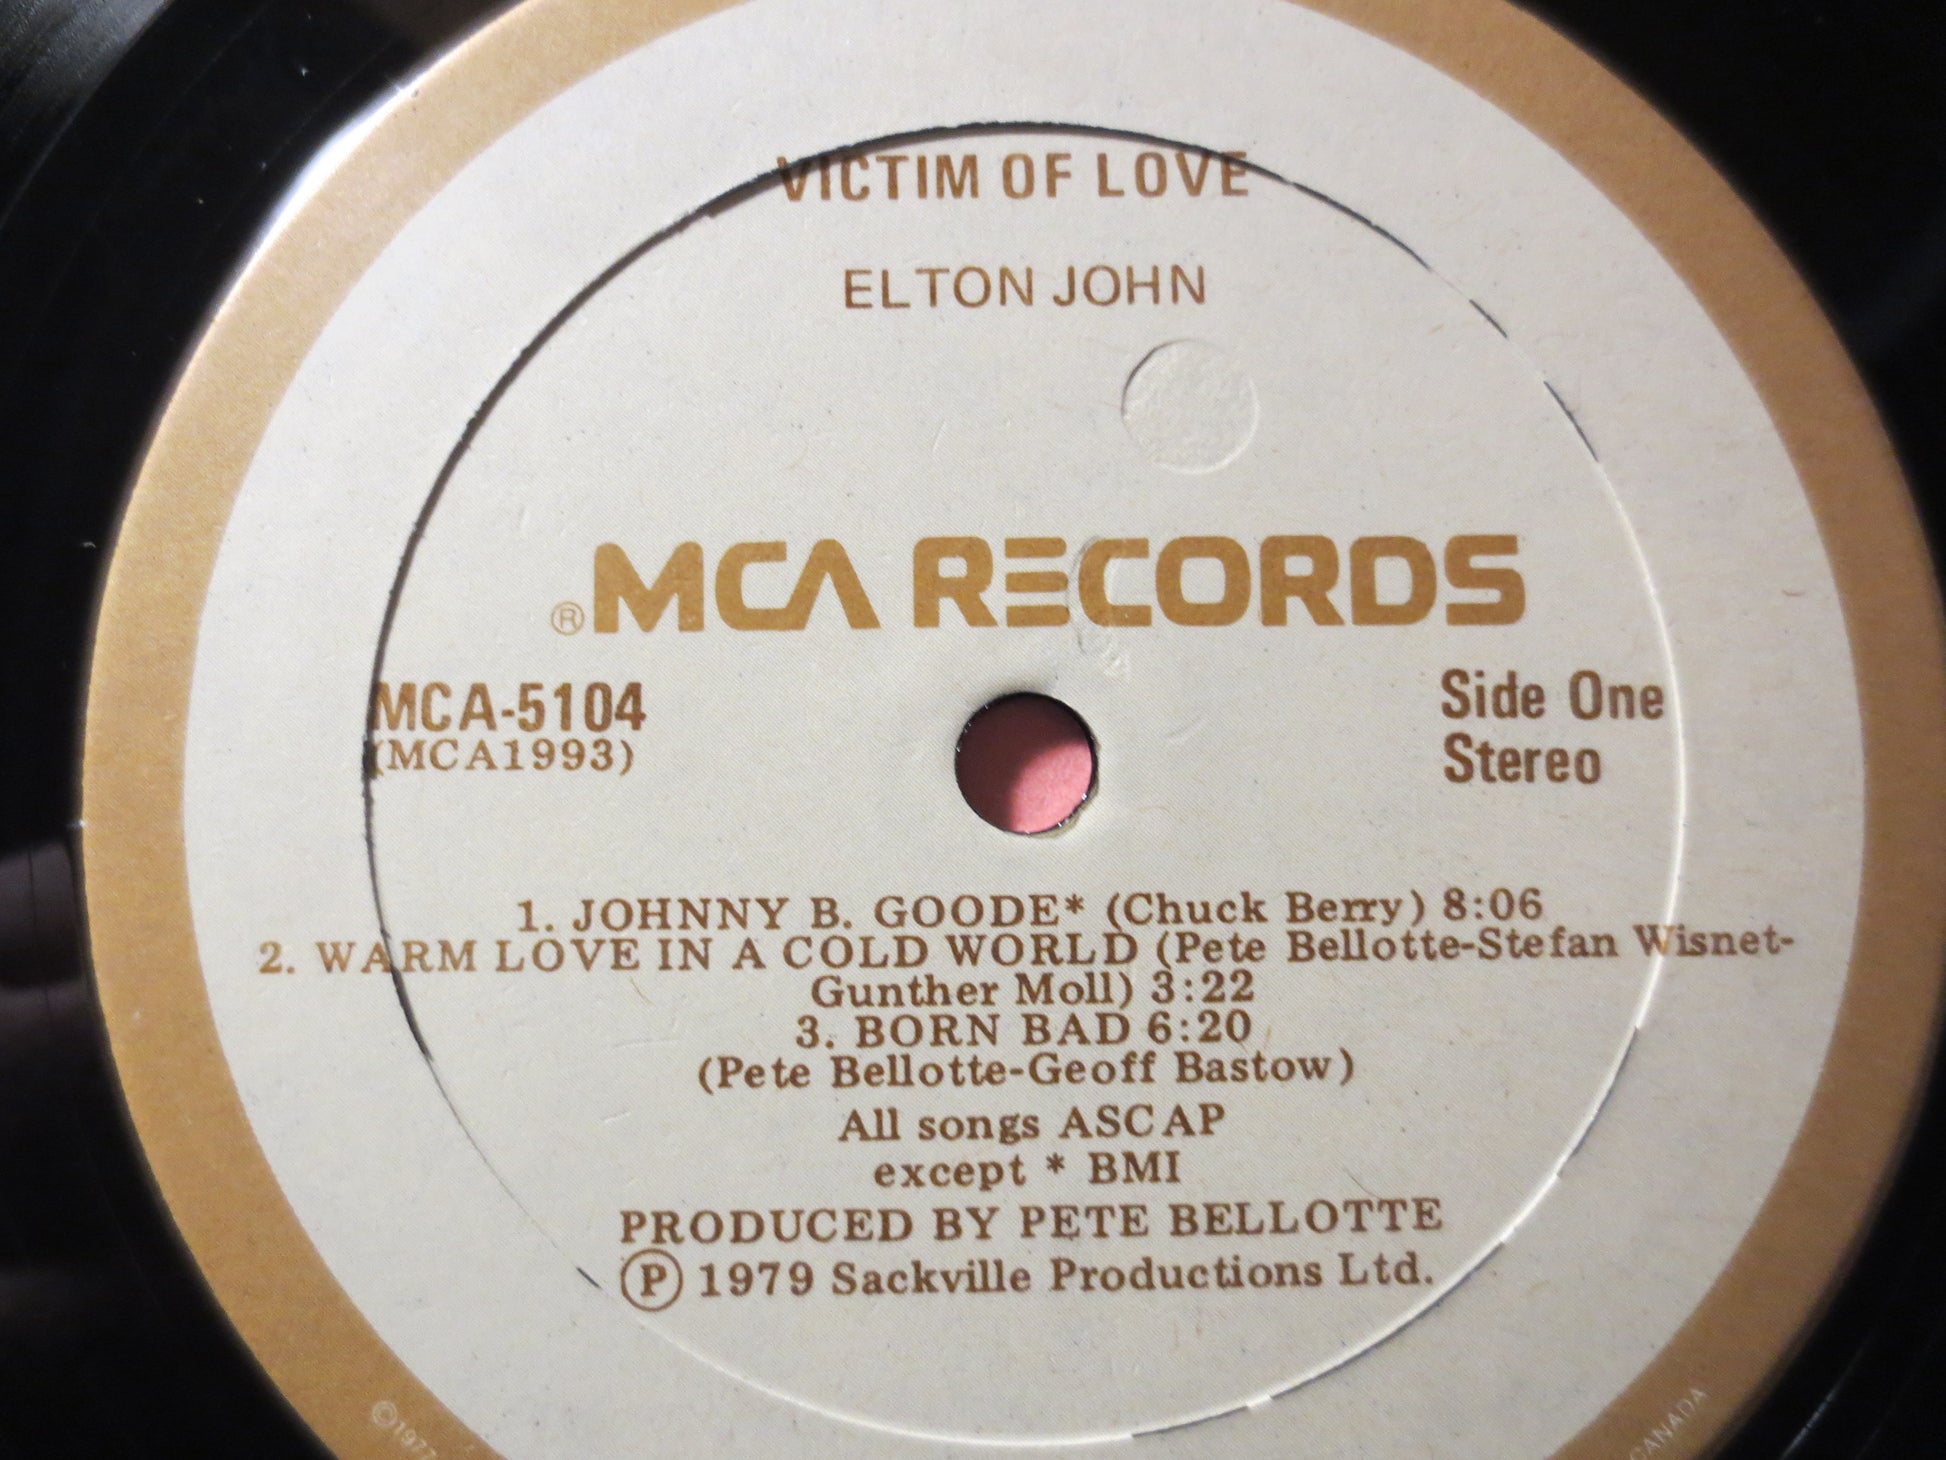 VICTIM OF LOVE
ELTON JOHN
®MCA RECORDS
MCA-5104
(MCA1993)
Side One
Stereo
1. JOHNNY B. GOODE* (Chuck Berry) 8:06
2. WARM LOVE IN A COLD WORLD (Pete Bellotte-Stefan Wisnet-
Gunther Moll) 3:22
3. BORN BAD 6:20
(Pete Bellotte-Geoff Bastow)
All songs ASCAP
except * BMI
PRODUCED BY PETE BELLOTTE
Ⓟ 1979 Sackville Productions Ltd.
©1977
CANADA